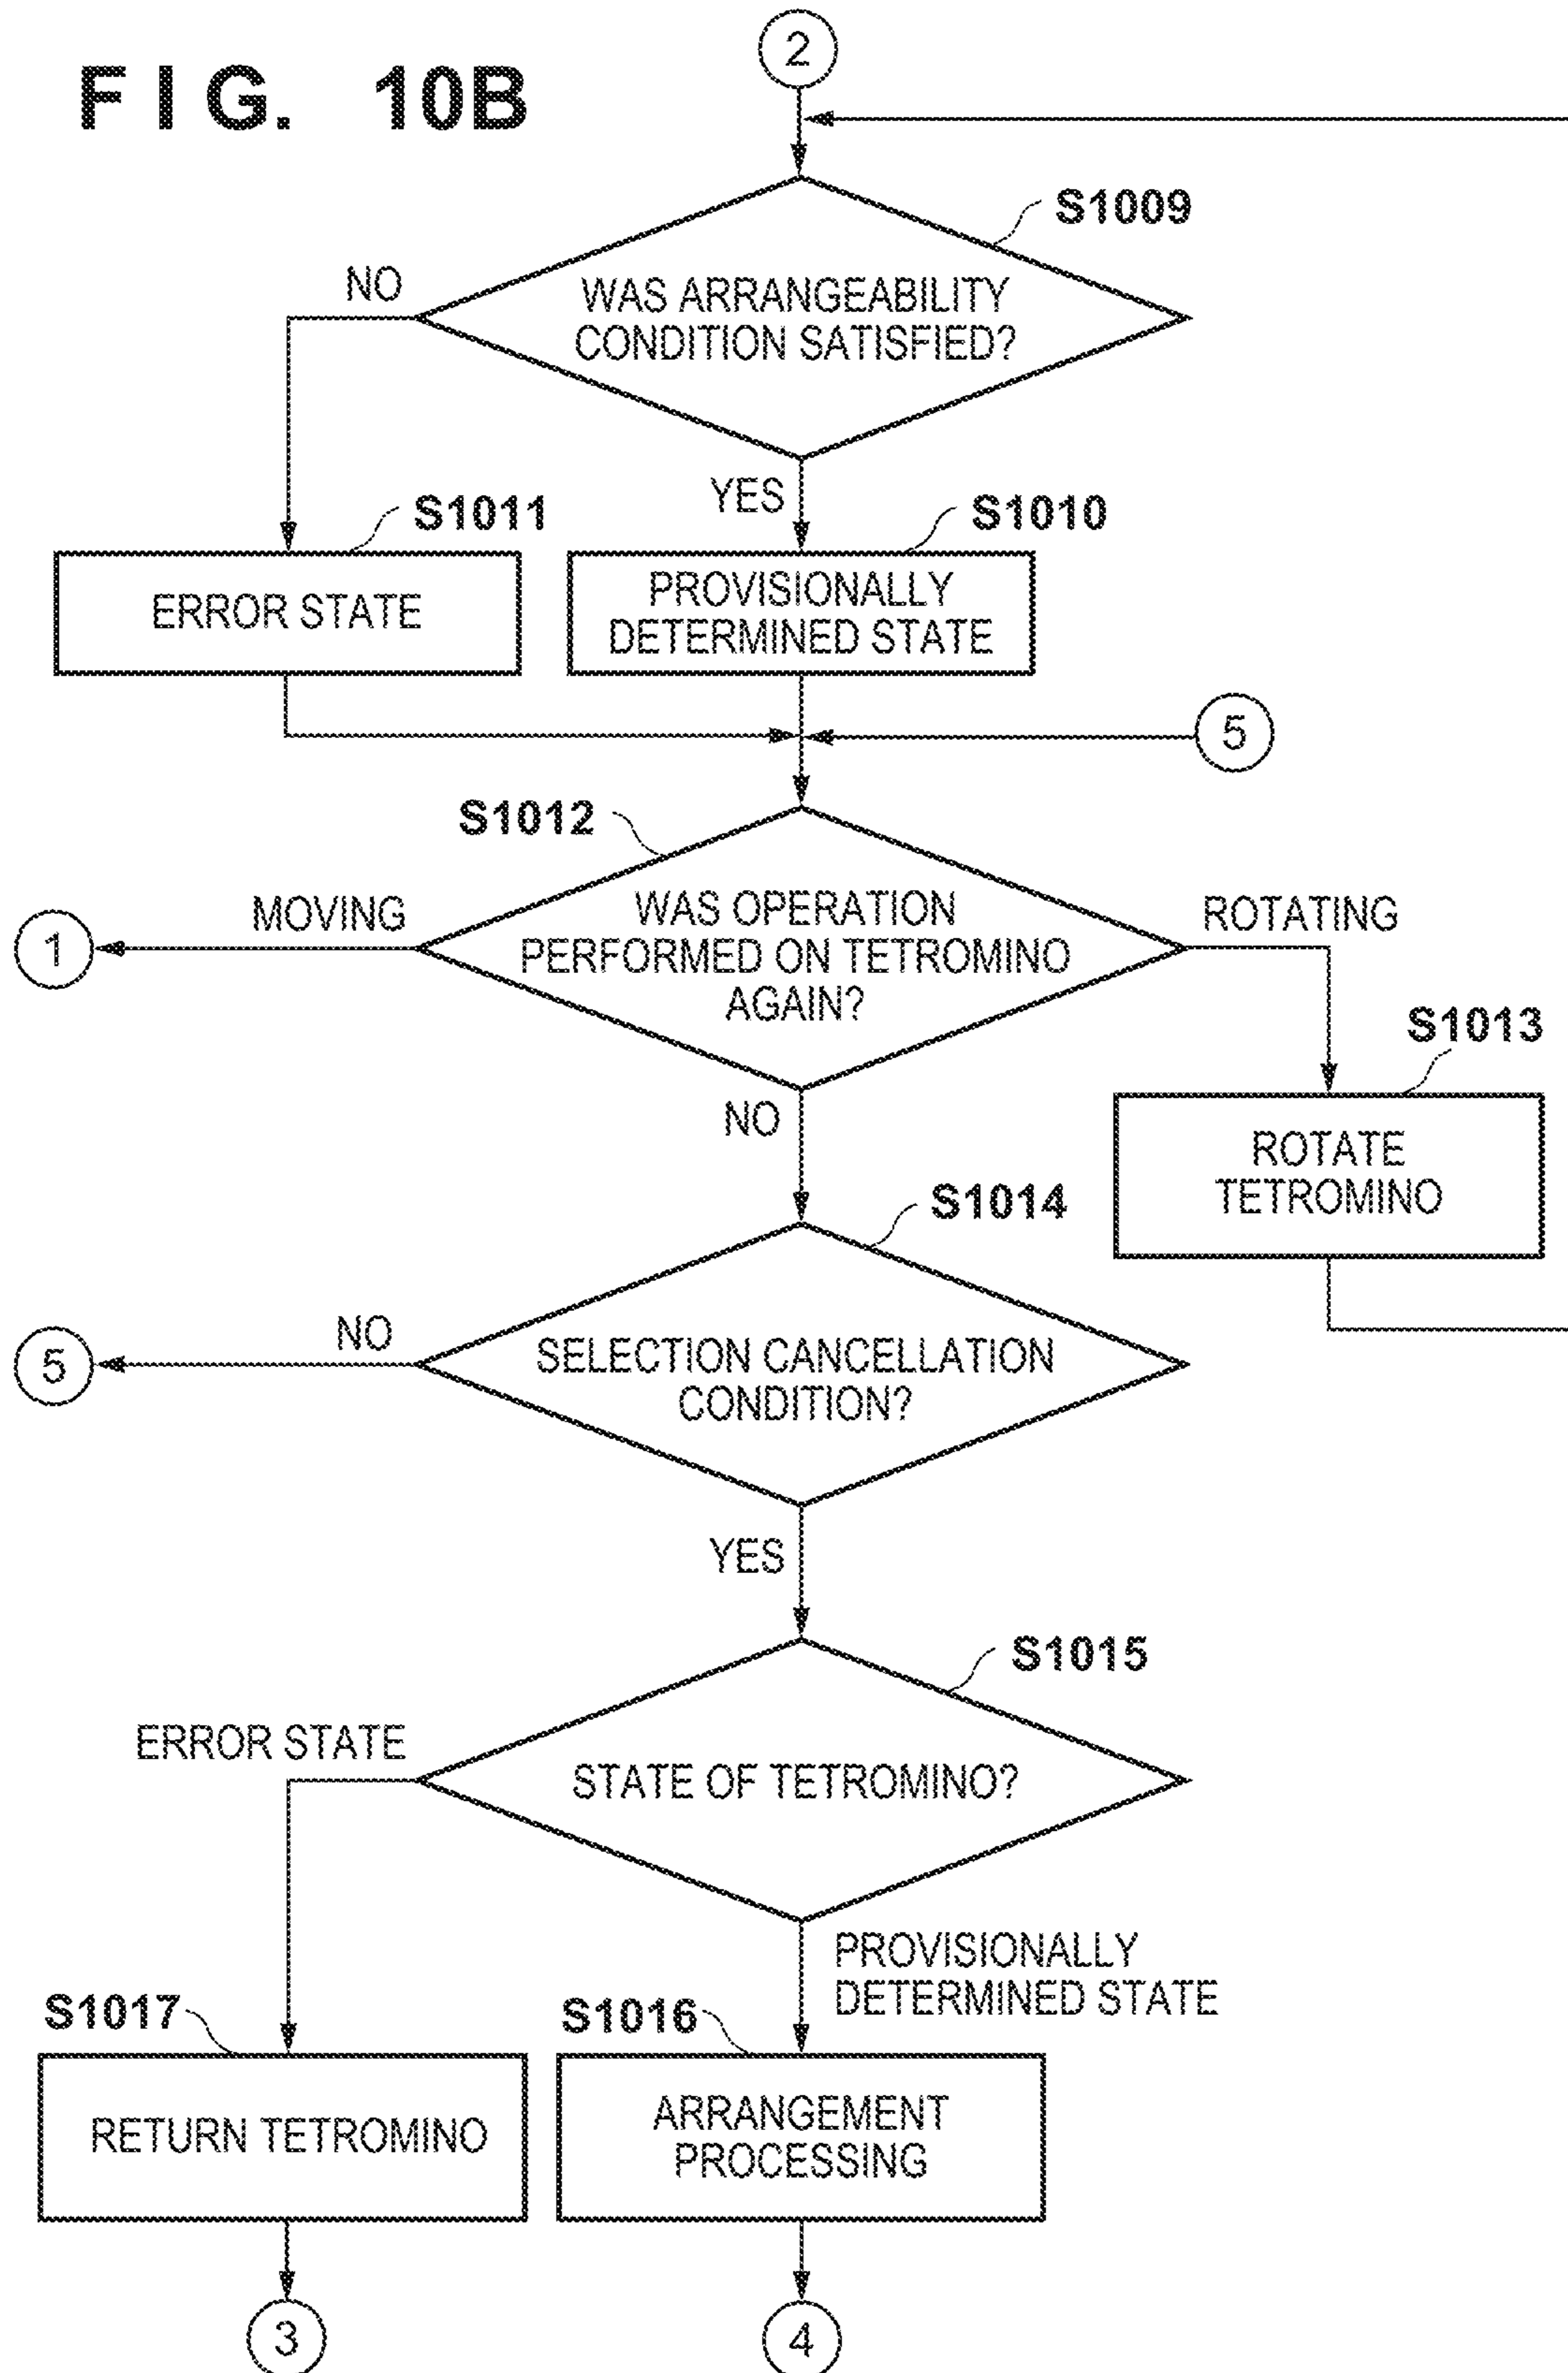 FIG. 10B
2
S1009
NO
WAS ARRANGEABILITY
CONDITION SATISFIED?
YES
S1011
S1010
ERROR STATE
PROVISIONALLY
DETERMINED STATE
5
S1012
MOVING
1
WAS OPERATION
PERFORMED ON TETROMINO
AGAIN?
ROTATING
S1013
NO
ROTATE
TETROMINO
S1014
NO
5
SELECTION CANCELLATION
CONDITION?
YES
S1015
ERROR STATE
STATE OF TETROMINO?
PROVISIONALLY
DETERMINED STATE
S1017
S1016
RETURN TETROMINO
ARRANGEMENT
PROCESSING
3
4